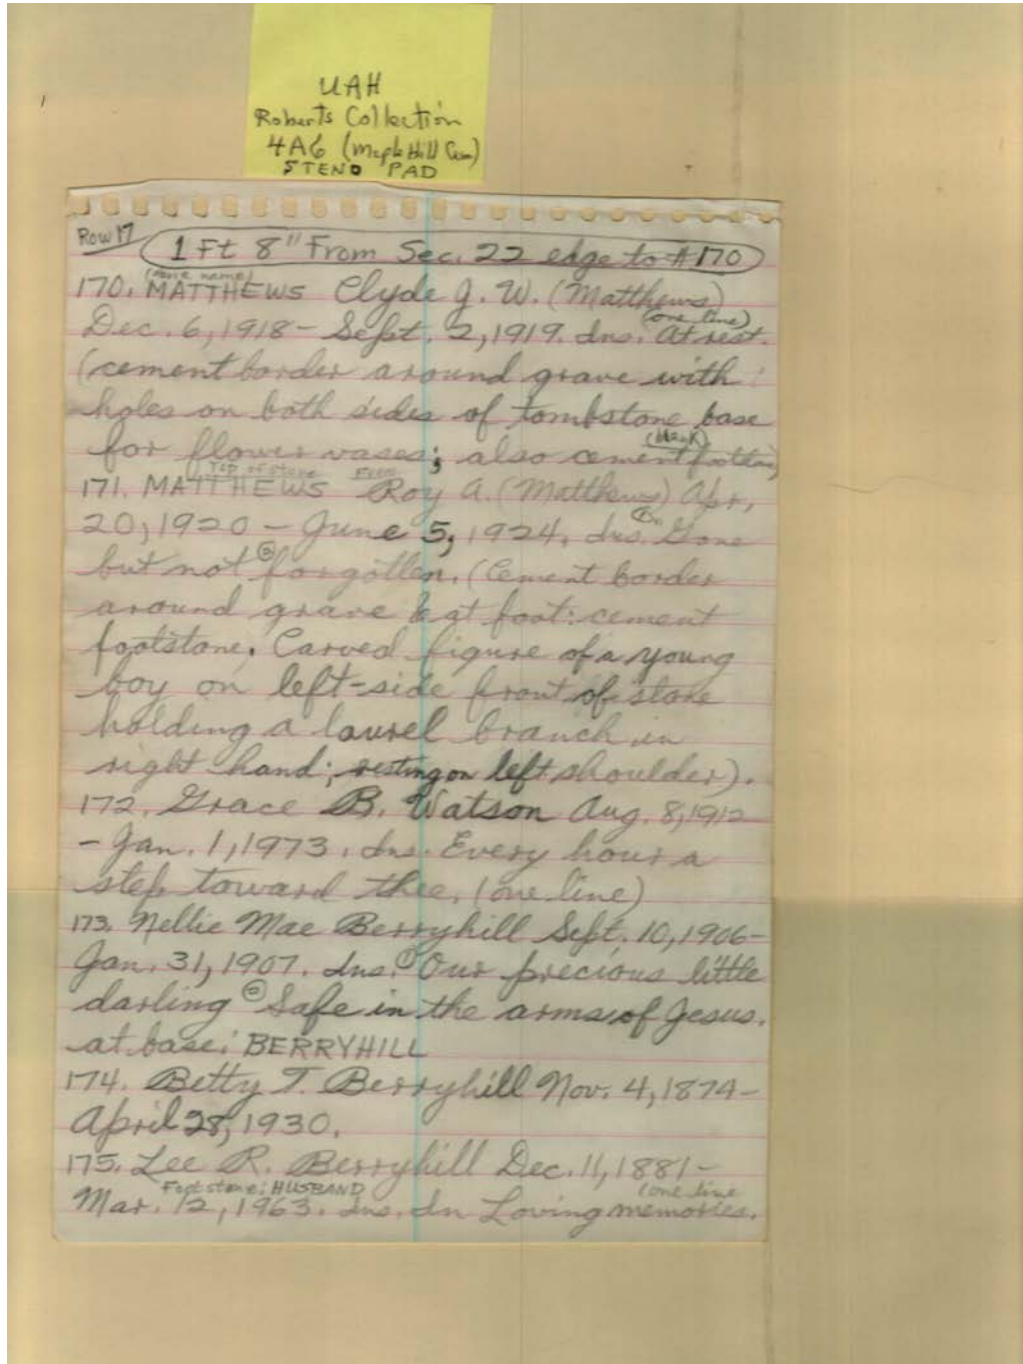 UAH
Roberts Collection
4A6 (Maple Hill Cem)
STENO PAD
Row 17
1 Ft 8" From Sec. 22 edge to #170
(above name)
170. MATTHEWS Clyde J. W. (Matthews)
(one line)
Dec. 6, 1918 - Sept. 2, 1919. Ins. At rest.
(cement border around grave with
holes on both sides of tombstone base
(blank)
for flower vases; also cement footstone)
Top of stone Front
171. MATTHEWS Roy A. (Matthews) Apr.
20, 1920 - June 5, 1924. Ins. ① Gone
but not ② forgotten. (Cement border
around grave & at foot: cement
footstone. Carved figure of a young
boy on left-side front of stone
holding a laurel branch in
right hand; resting on left shoulder).
172. Grace B. Watson Aug. 8, 1912
- Jan. 1, 1973. Ins. Every hour a
step toward thee. (one line)
173. Nellie Mae Berryhill Sept. 10, 1906-
Jan. 31, 1907. Ins. ① Our precious little
darling ② Safe in the arms of Jesus.
at base: BERRYHILL
174. Betty T. Berryhill Nov. 4, 1874-
April 28, 1930.
175. Lee R. Berryhill Dec. 11, 1881-
Footstone: HUSBAND (one line
Mar. 12, 1963. Ins. In Loving memories.